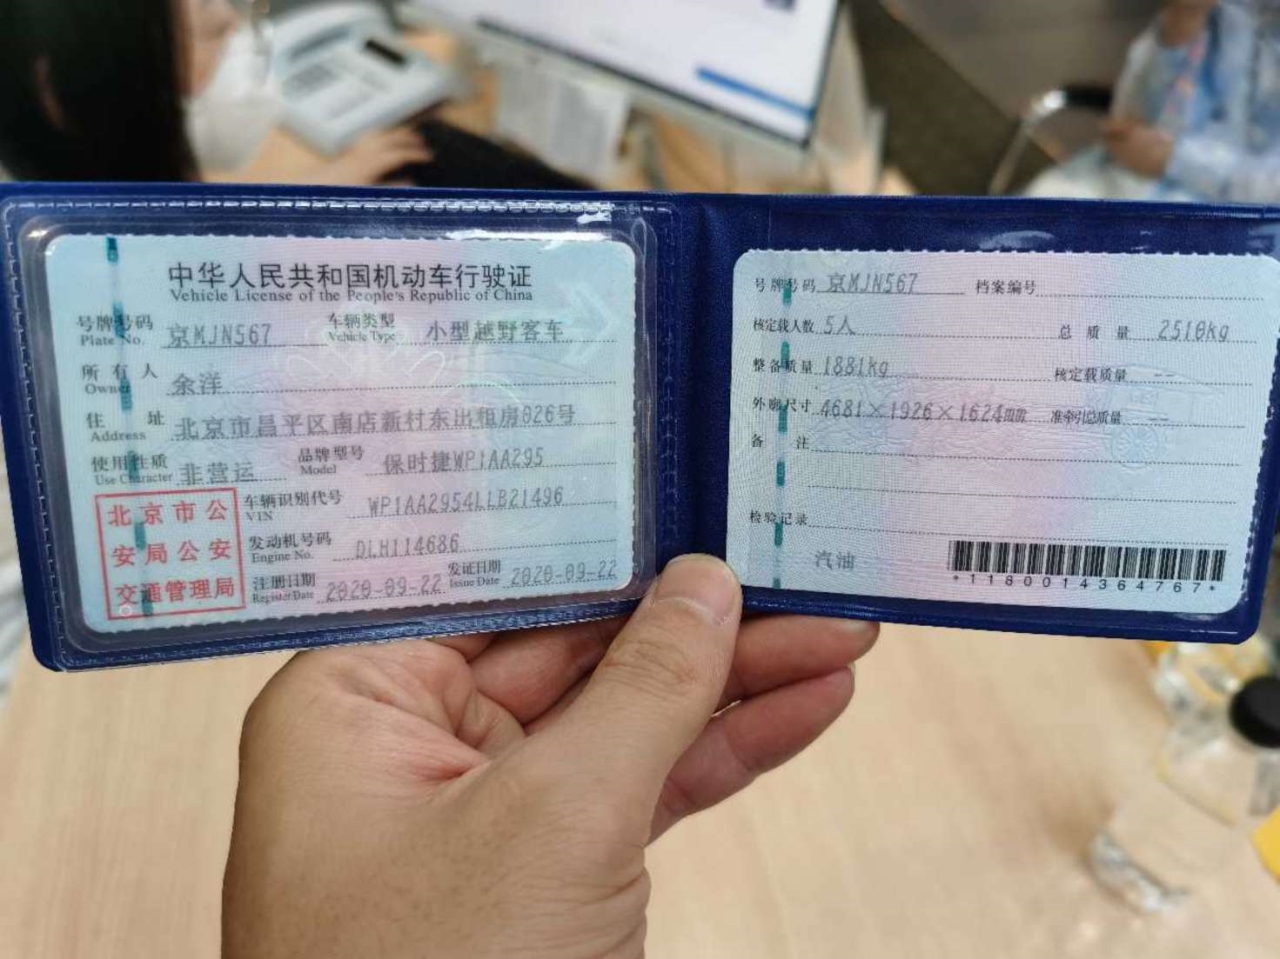 中华人民共和国机动车行驶证
Vehicle License of the People's Republic of China
号牌号码 京MJN567 车辆类型 小型越野客车
Plate No. Vehicle Type
所有人 余洋
Owner
住址 北京市昌平区南店新村东出租房026号
Address
使用性质 非营运 品牌型号 保时捷WP1AA295
Use Character Model
北京市公
安局公安
交通管理局
车辆识别代号 WP1AA2954LLB21496
VIN
发动机号码 DLH114686
Engine No.
注册日期 2020-09-22 发证日期 2020-09-22
Register Date Issue Date
号牌号码 京MJN567 档案编号
核定载人数 5人 总质量 2510kg
整备质量 1881kg 核定载质量 --
外廓尺寸 4681×1926×1624mm 准牵引总质量 --
备注
检验记录
汽油
*1180014364767*